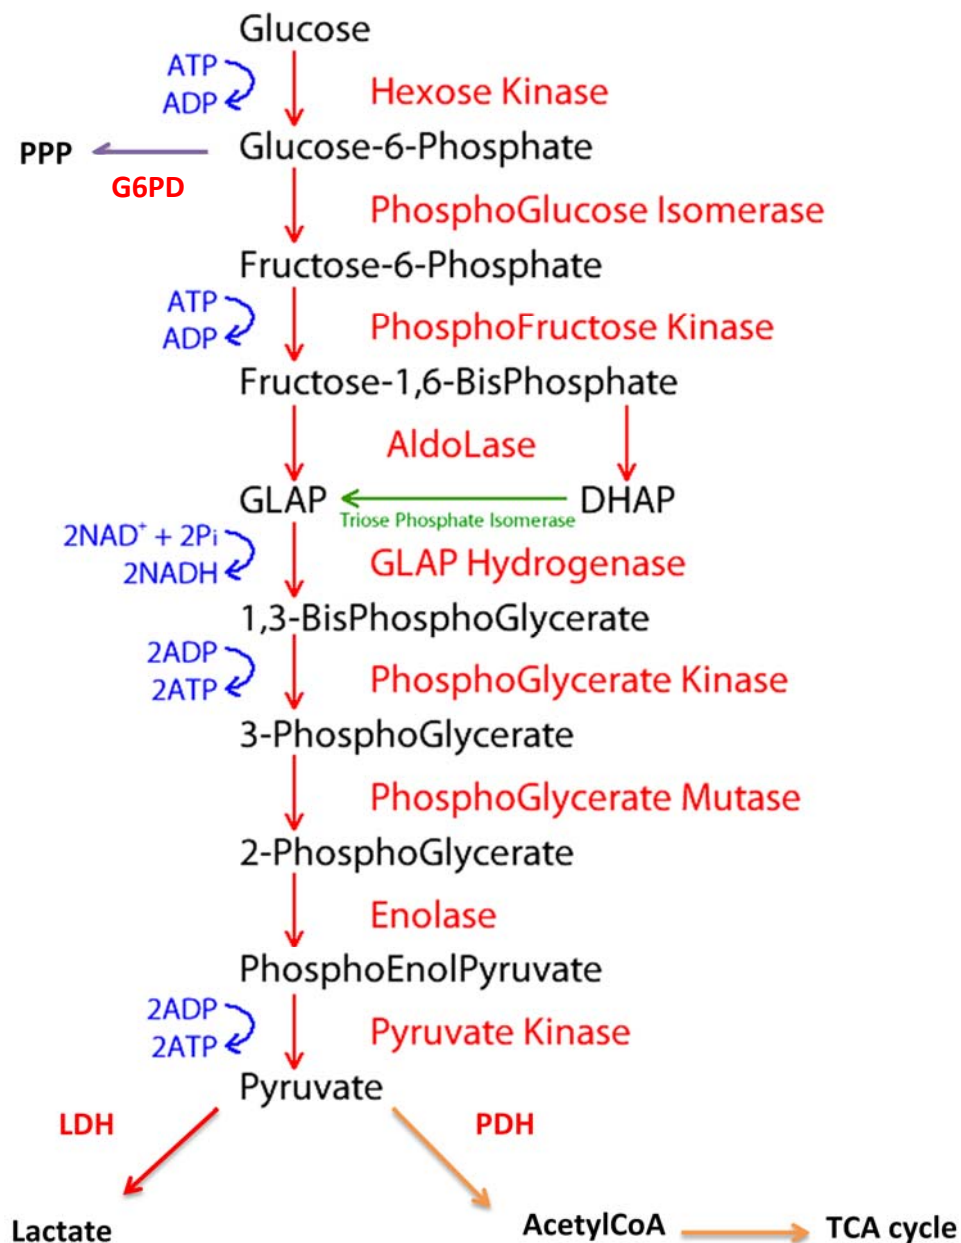 Glucose
ATP
ADP
Hexose Kinase
PPP
Glucose-6-Phosphate
G6PD
PhosphoGlucose Isomerase
Fructose-6-Phosphate
ATP
ADP
PhosphoFructose Kinase
Fructose-1,6-BisPhosphate
AldoLase
GLAP
DHAP
Triose Phosphate Isomerase
2NAD⁺ + 2Pi
2NADH
GLAP Hydrogenase
1,3-BisPhosphoGlycerate
2ADP
2ATP
PhosphoGlycerate Kinase
3-PhosphoGlycerate
PhosphoGlycerate Mutase
2-PhosphoGlycerate
Enolase
PhosphoEnolPyruvate
2ADP
2ATP
Pyruvate Kinase
Pyruvate
LDH
PDH
Lactate
AcetylCoA
TCA cycle